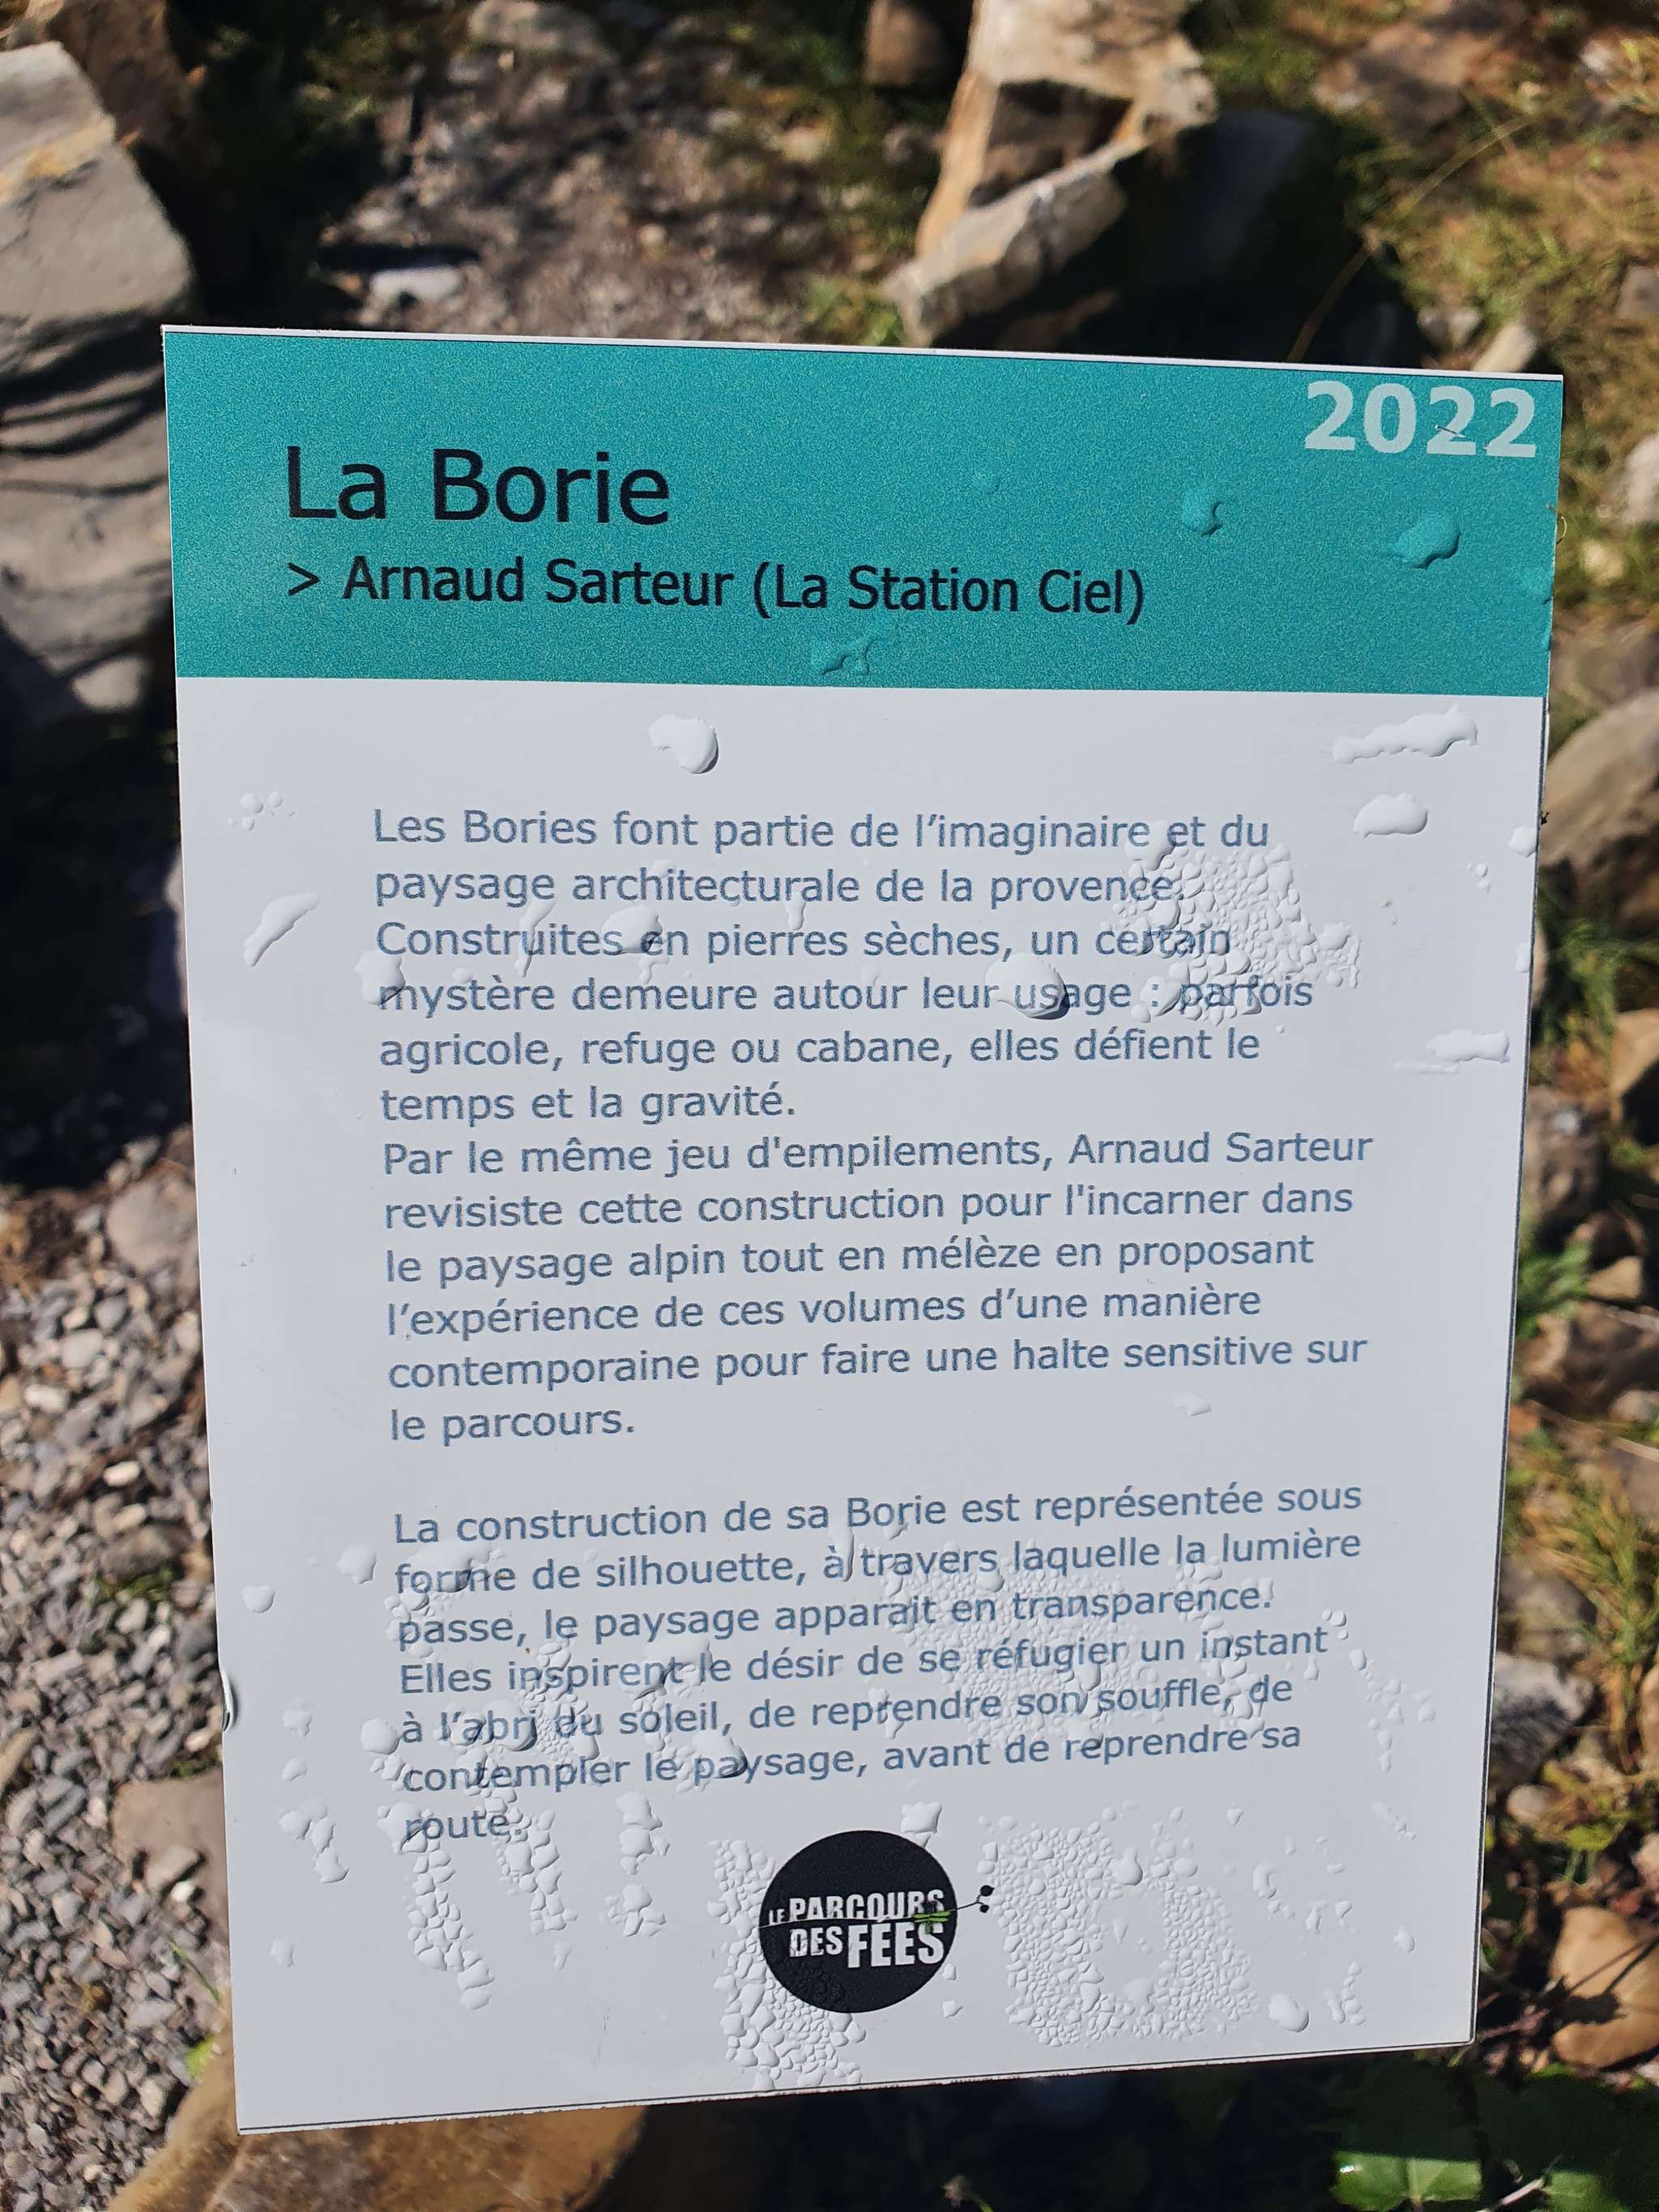 2022
La Borie
> Arnaud Sarteur (La Station Ciel)
Les Bories font partie de l’imaginaire et du
paysage architecturale de la provence.
Construites en pierres sèches, un certain
mystère demeure autour leur usage : parfois
agricole, refuge ou cabane, elles défient le
temps et la gravité.
Par le même jeu d'empilements, Arnaud Sarteur
revisiste cette construction pour l'incarner dans
le paysage alpin tout en mélèze en proposant
l’expérience de ces volumes d’une manière
contemporaine pour faire une halte sensitive sur
le parcours.
La construction de sa Borie est représentée sous
forme de silhouette, à travers laquelle la lumière
passe, le paysage apparait en transparence.
Elles inspirent le désir de se réfugier un instant
à l’abri du soleil, de reprendre son souffle, de
contempler le paysage, avant de reprendre sa
route.
LE PARCOURS
DES FÉES